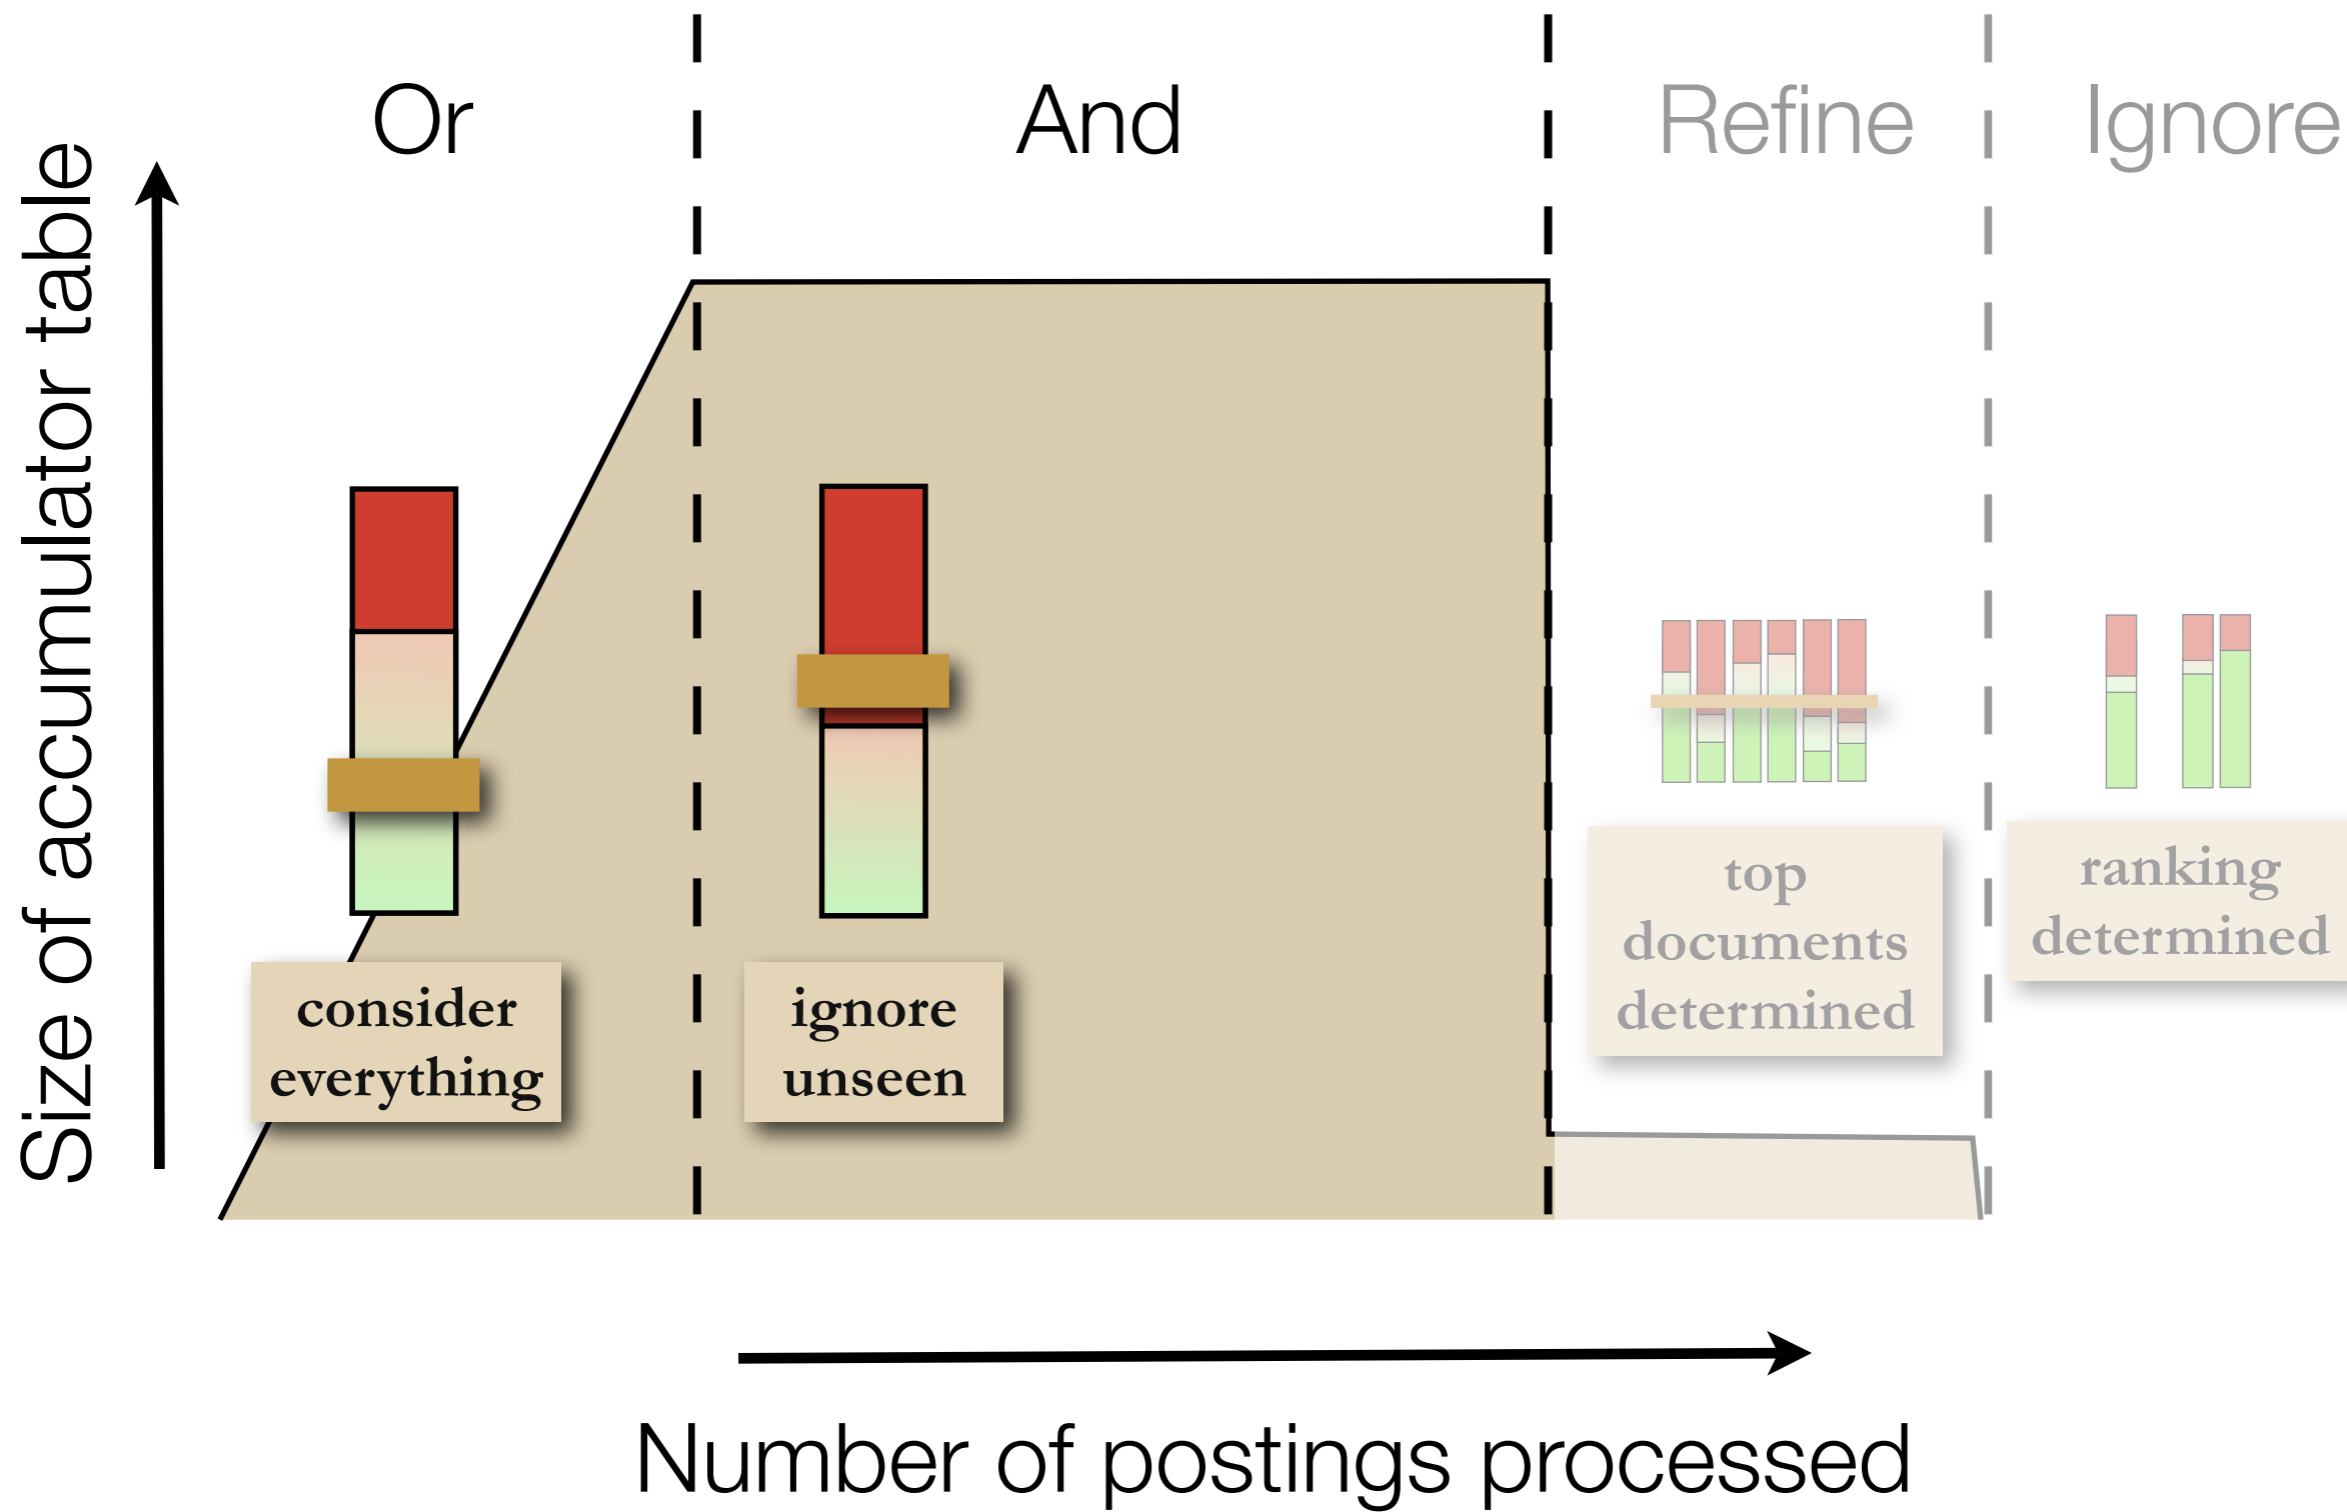 Or
And
Refine
Ignore
Size of accumulator table
consider
everything
ignore
unseen
top
documents
determined
ranking
determined
Number of postings processed